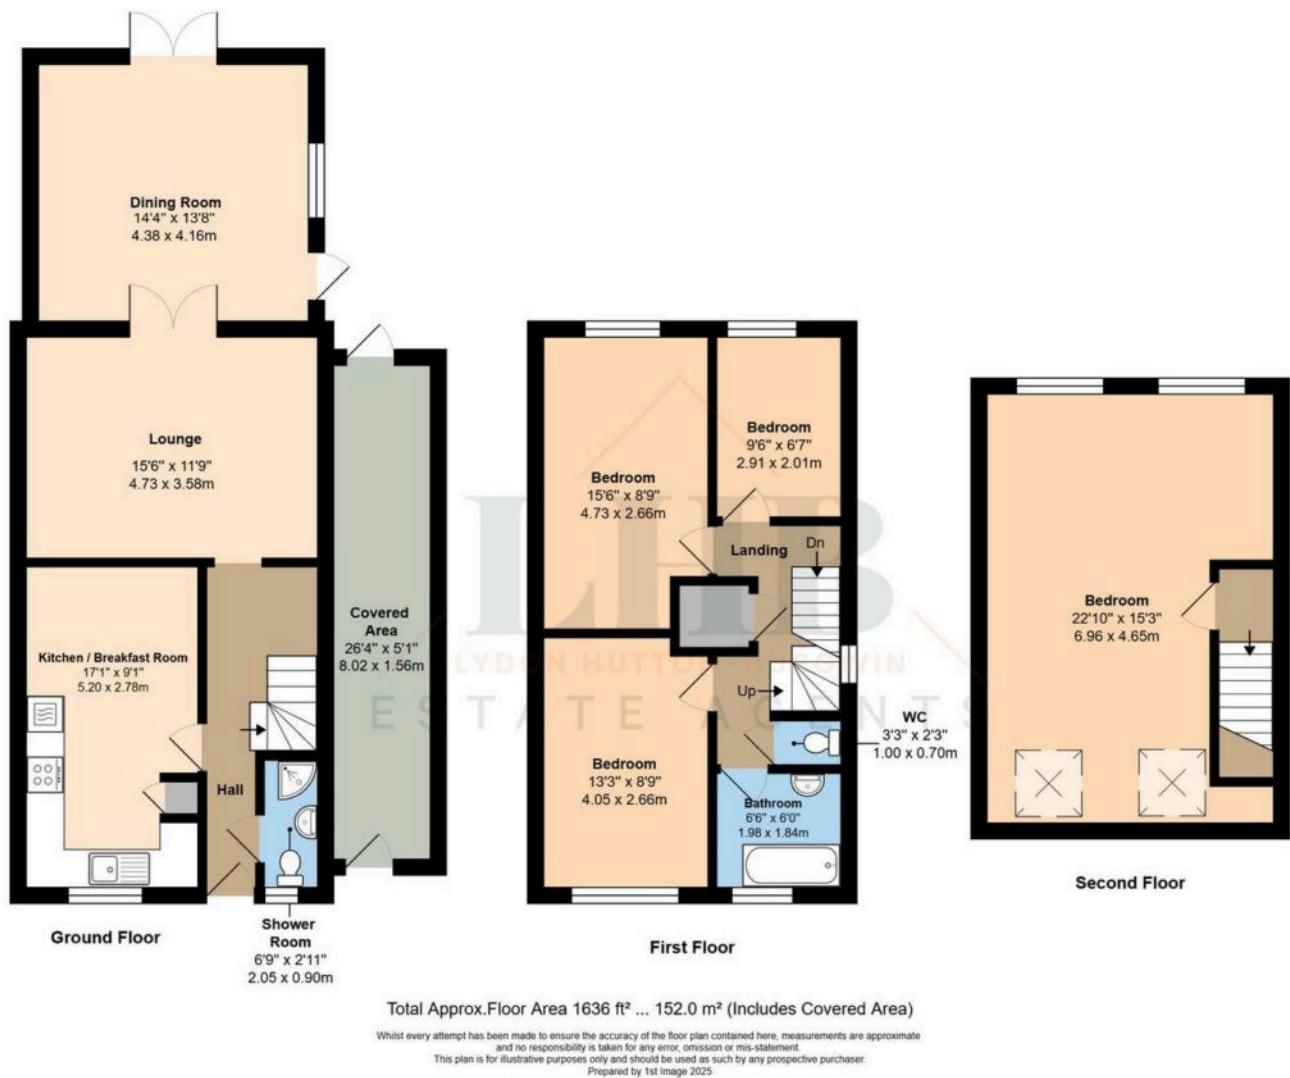 Dining Room
14'4" x 13'8"
4.38 x 4.16m
Lounge
15'6" x 11'9"
4.73 x 3.58m
Kitchen / Breakfast Room
17'1" x 9'1"
5.20 x 2.78m
Hall
Covered
Area
26'4" x 5'1"
8.02 x 1.56m
Shower
Room
6'9" x 2'11"
2.05 x 0.90m
Ground Floor
Bedroom
15'6" x 8'9"
4.73 x 2.66m
Bedroom
9'6" x 6'7"
2.91 x 2.01m
Landing
Dn
Up
WC
3'3" x 2'3"
1.00 x 0.70m
Bedroom
13'3" x 8'9"
4.05 x 2.66m
Bathroom
6'6" x 6'0"
1.98 x 1.84m
First Floor
Bedroom
22'10" x 15'3"
6.96 x 4.65m
Second Floor
LHB
LYDON HUTTON-BUROWIN
ESTATE AGENTS
Total Approx.Floor Area 1636 ft² ... 152.0 m² (Includes Covered Area)
Whilst every attempt has been made to ensure the accuracy of the floor plan contained here, measurements are approximate
and no responsibility is taken for any error, omission or mis-statement.
This plan is for illustrative purposes only and should be used as such by any prospective purchaser.
Prepared by 1st Image 2025